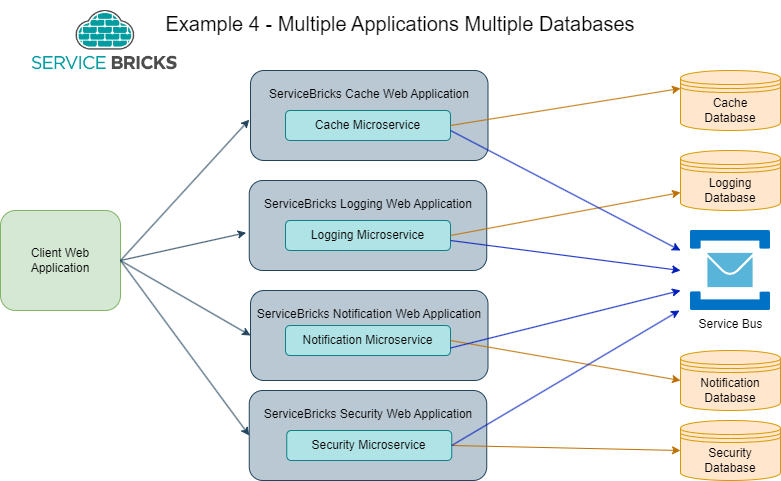 Example 4 - Multiple Applications Multiple Databases
SERVICE BRICKS
ServiceBricks Cache Web Application
Cache Microservice
Cache
Database
ServiceBricks Logging Web Application
Logging Microservice
Logging
Database
Client Web
Application
Service Bus
ServiceBricks Notification Web Application
Notification Microservice
Notification
Database
ServiceBricks Security Web Application
Security Microservice
Security
Database